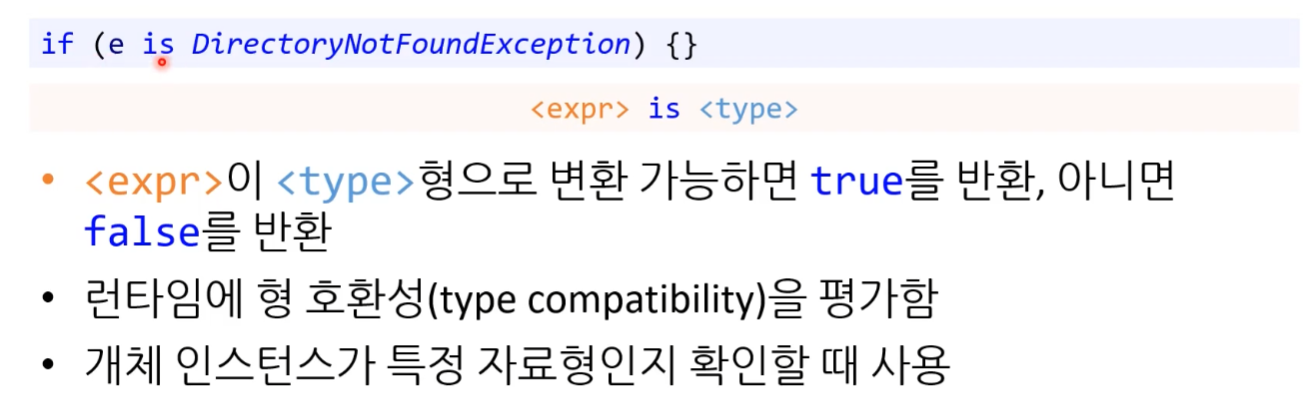 if (e is DirectoryNotFoundException) {}
<expr> is <type>
• <expr>이 <type>형으로 변환 가능하면 true를 반환, 아니면
false를 반환
• 런타임에 형 호환성(type compatibility)을 평가함
• 개체 인스턴스가 특정 자료형인지 확인할 때 사용